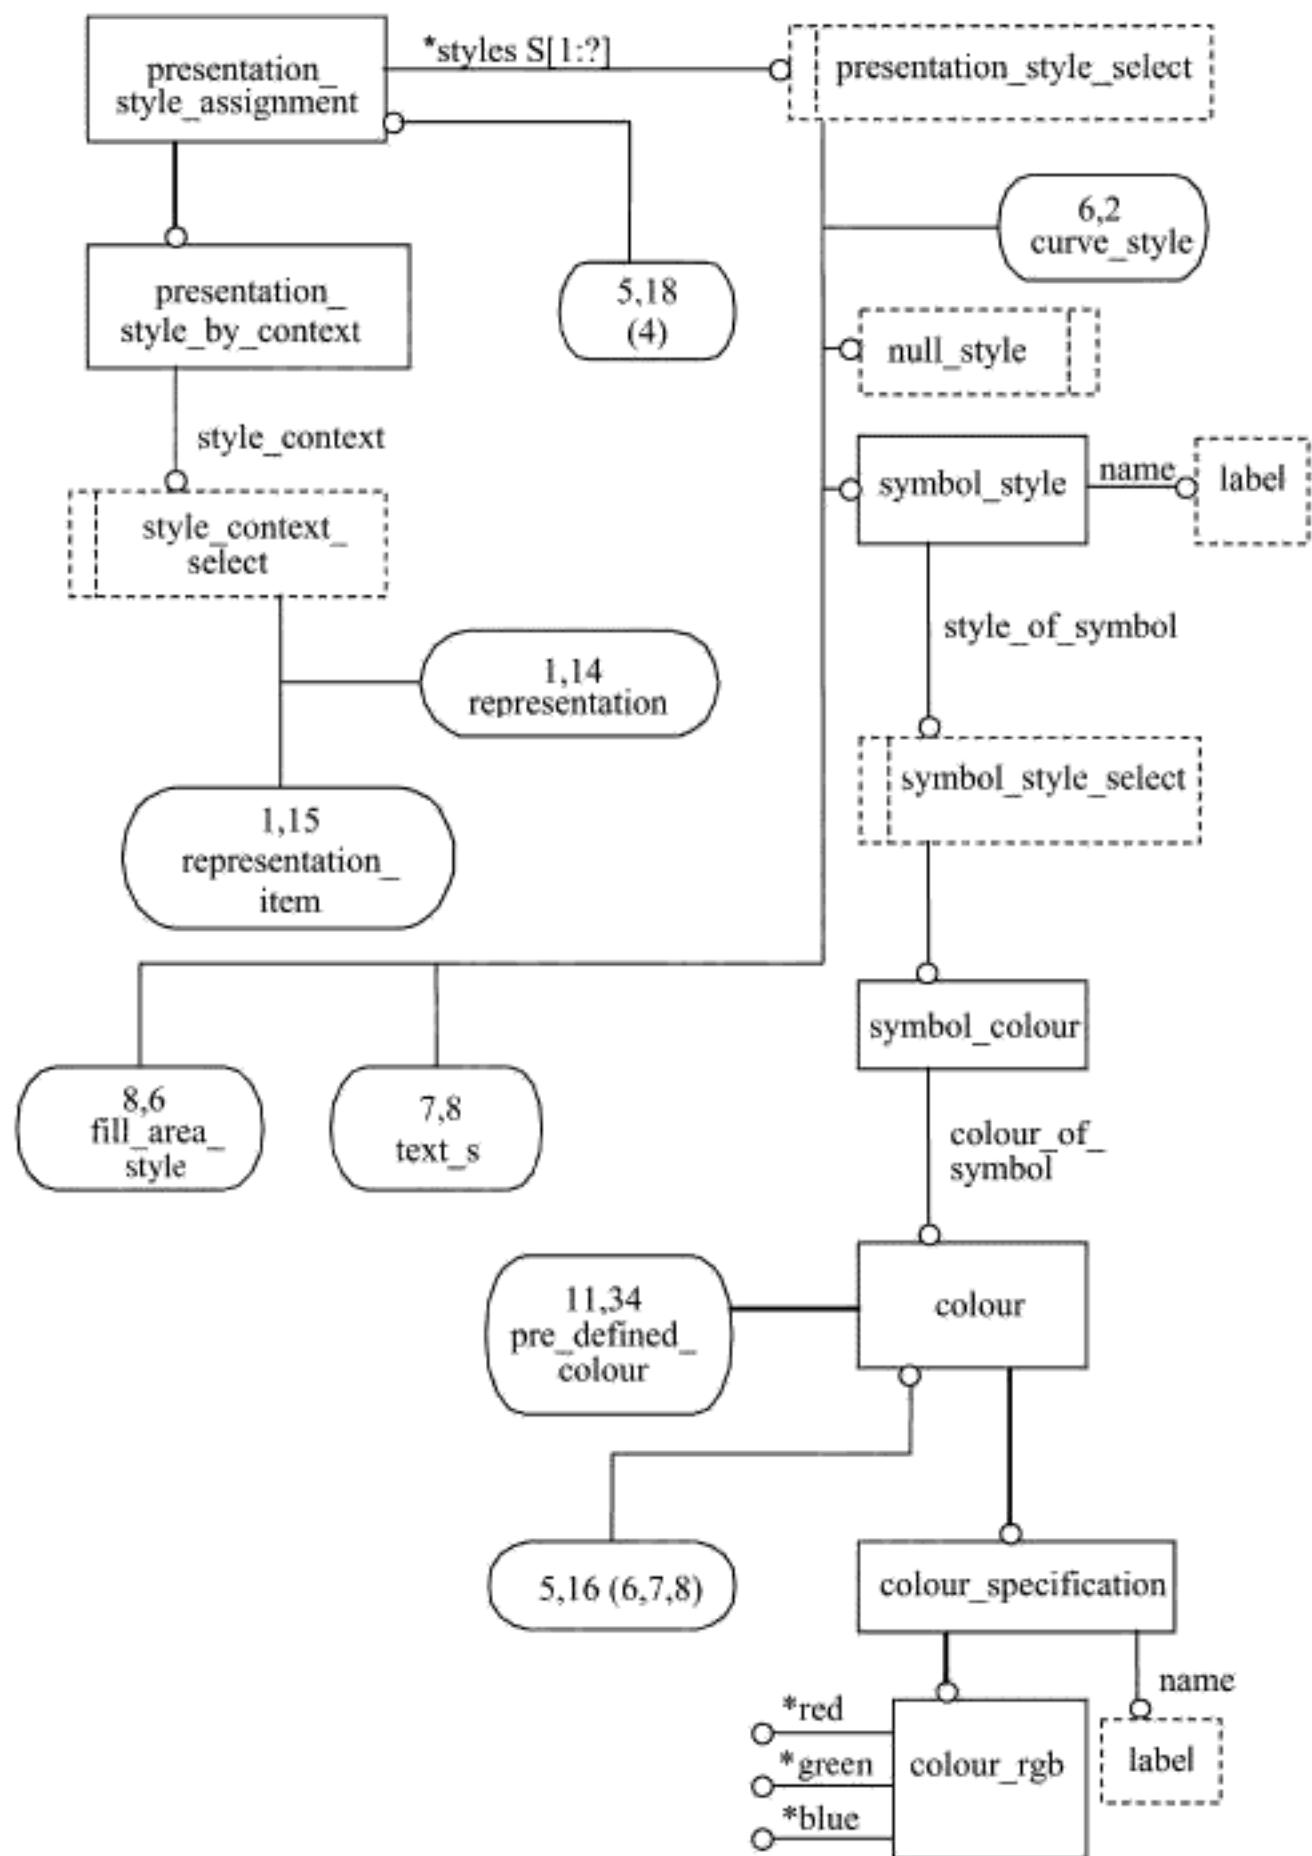 presentation_
style_assignment
*styles S[1:?]
presentation_style_select
6,2
curve_style
presentation_
style_by_context
5,18
(4)
null_style
style_context
symbol_style
name
label
style_context_
select
style_of_symbol
1,14
representation
symbol_style_select
1,15
representation_
item
symbol_colour
8,6
fill_area_
style
7,8
text_s
colour_of_
symbol
11,34
pre_defined_
colour
colour
5,16 (6,7,8)
colour_specification
name
*red
*green
*blue
colour_rgb
label